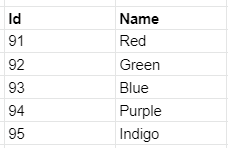 Id Name
91 Red
92 Green
93 Blue
94 Purple
95 Indigo